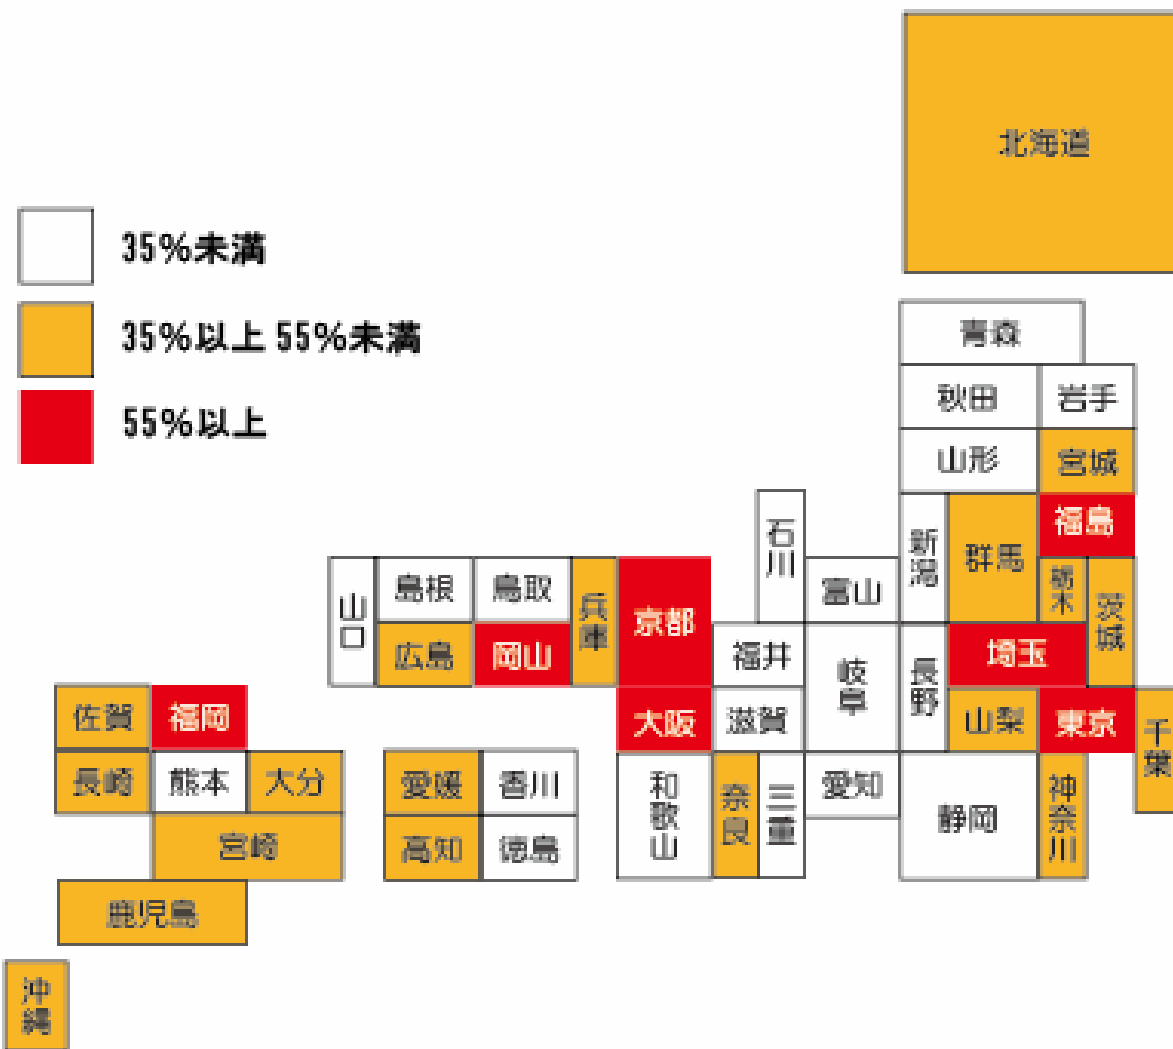 北海道
35%未満
35%以上 55%未満
55%以上
青森
秋田
岩手
山形
宮城
福島
石川
新潟
群馬
栃木
茨城
山口
島根
鳥取
兵庫
京都
富山
広島
岡山
福井
岐阜
長野
埼玉
佐賀
福岡
大阪
滋賀
山梨
東京
千葉
長崎
熊本
大分
愛媛
香川
和歌山
奈良
三重
愛知
静岡
神奈川
宮崎
高知
徳島
鹿児島
沖縄